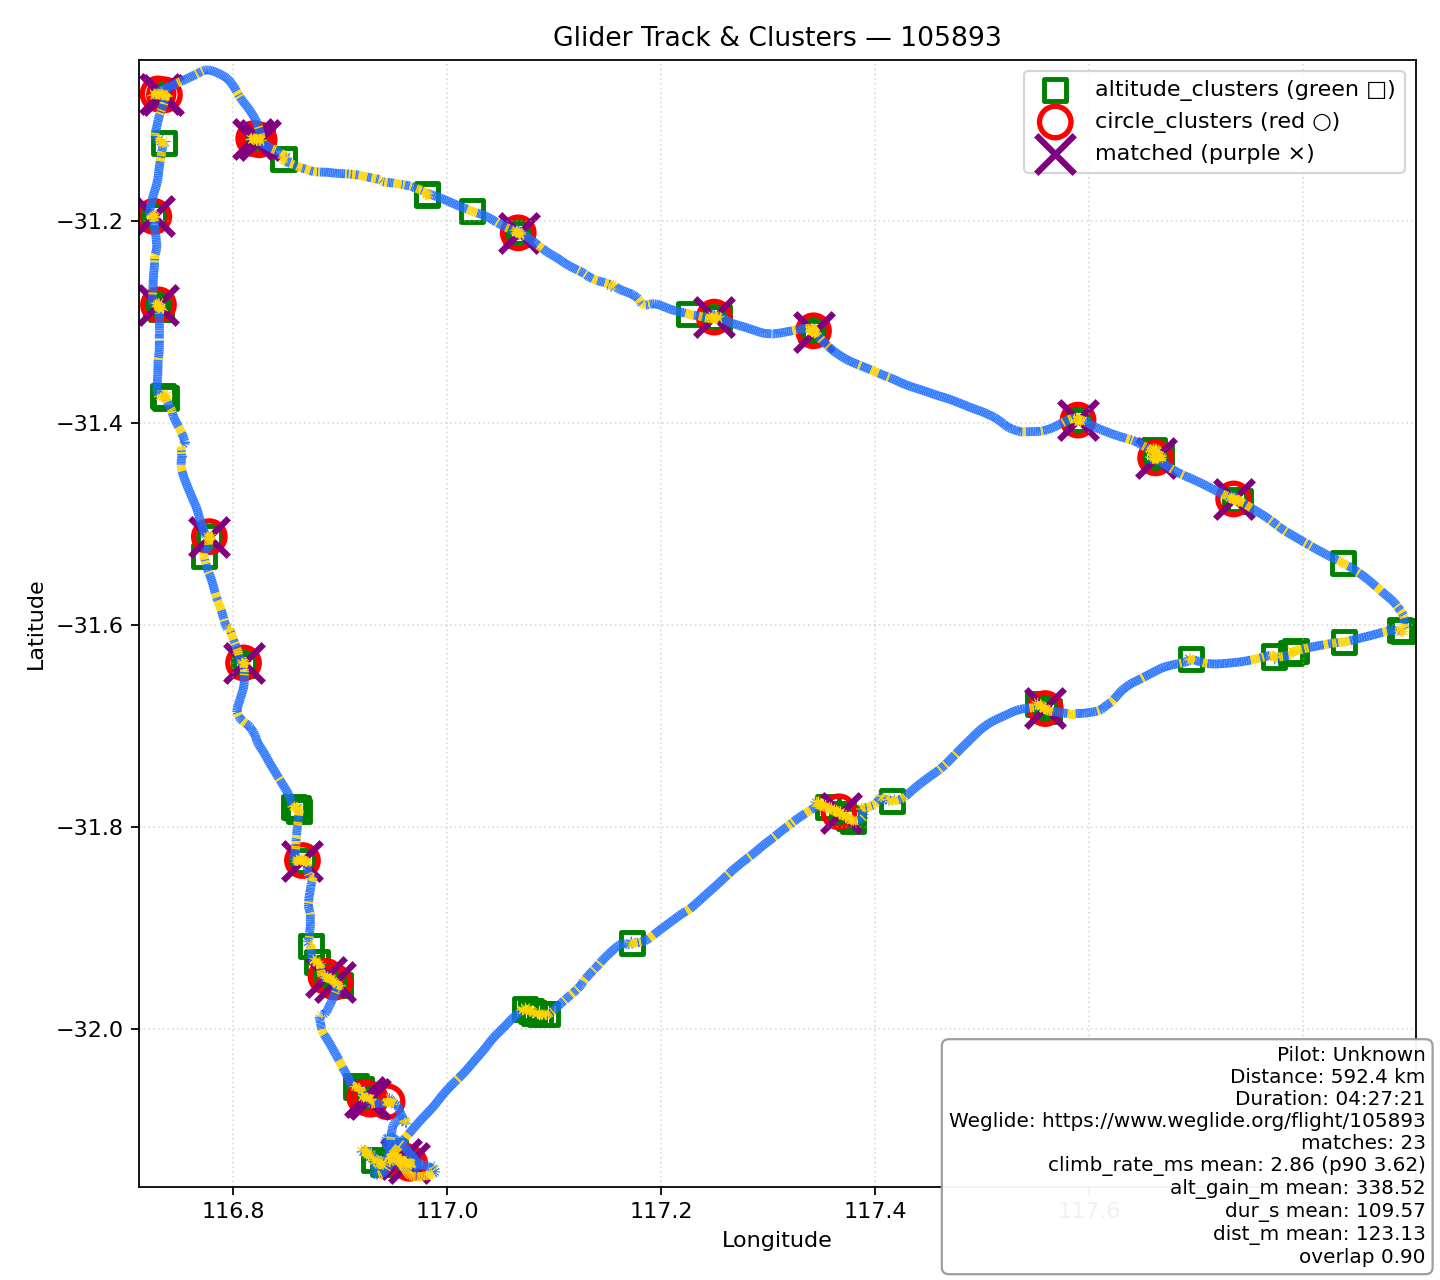 Glider Track & Clusters — 105893
altitude_clusters (green □)
circle_clusters (red ○)
matched (purple ×)
Latitude
−31.2
−31.4
−31.6
−31.8
−32.0
116.8
117.0
117.2
117.4
117.6
Longitude
Pilot: Unknown
Distance: 592.4 km
Duration: 04:27:21
Weglide: https://www.weglide.org/flight/105893
matches: 23
climb_rate_ms mean: 2.86 (p90 3.62)
alt_gain_m mean: 338.52
dur_s mean: 109.57
dist_m mean: 123.13
overlap 0.90